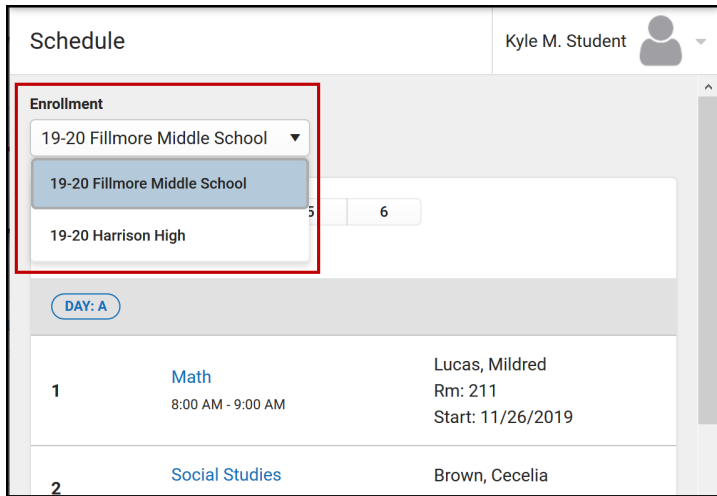 Schedule
Kyle M. Student
Enrollment
19-20 Fillmore Middle School
19-20 Fillmore Middle School
19-20 Harrison High
5 6
DAY: A
1
Math
8:00 AM - 9:00 AM
Lucas, Mildred
Rm: 211
Start: 11/26/2019
2
Social Studies
Brown, Cecelia